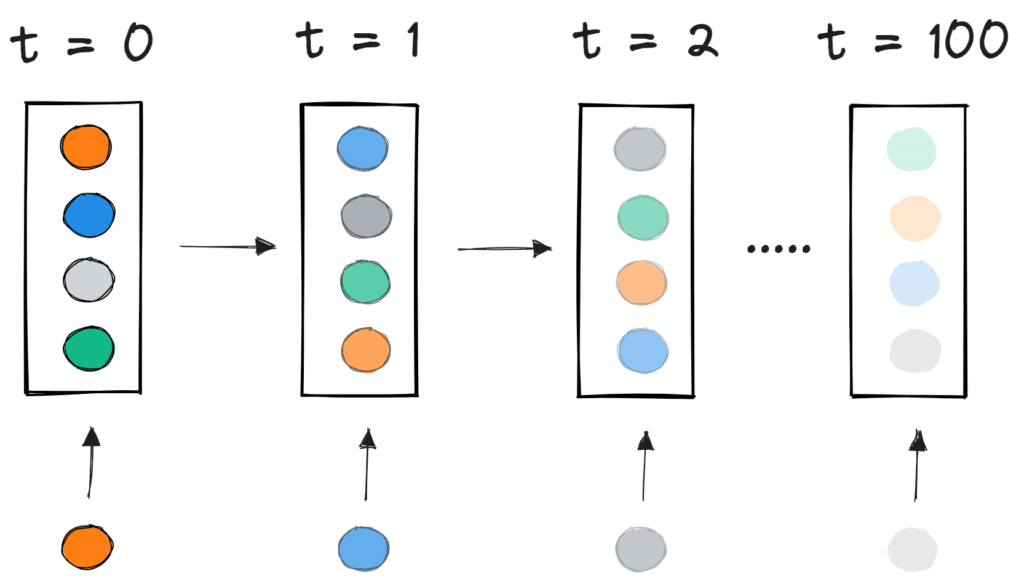 t = 0
t = 1
t = 2
t = 100